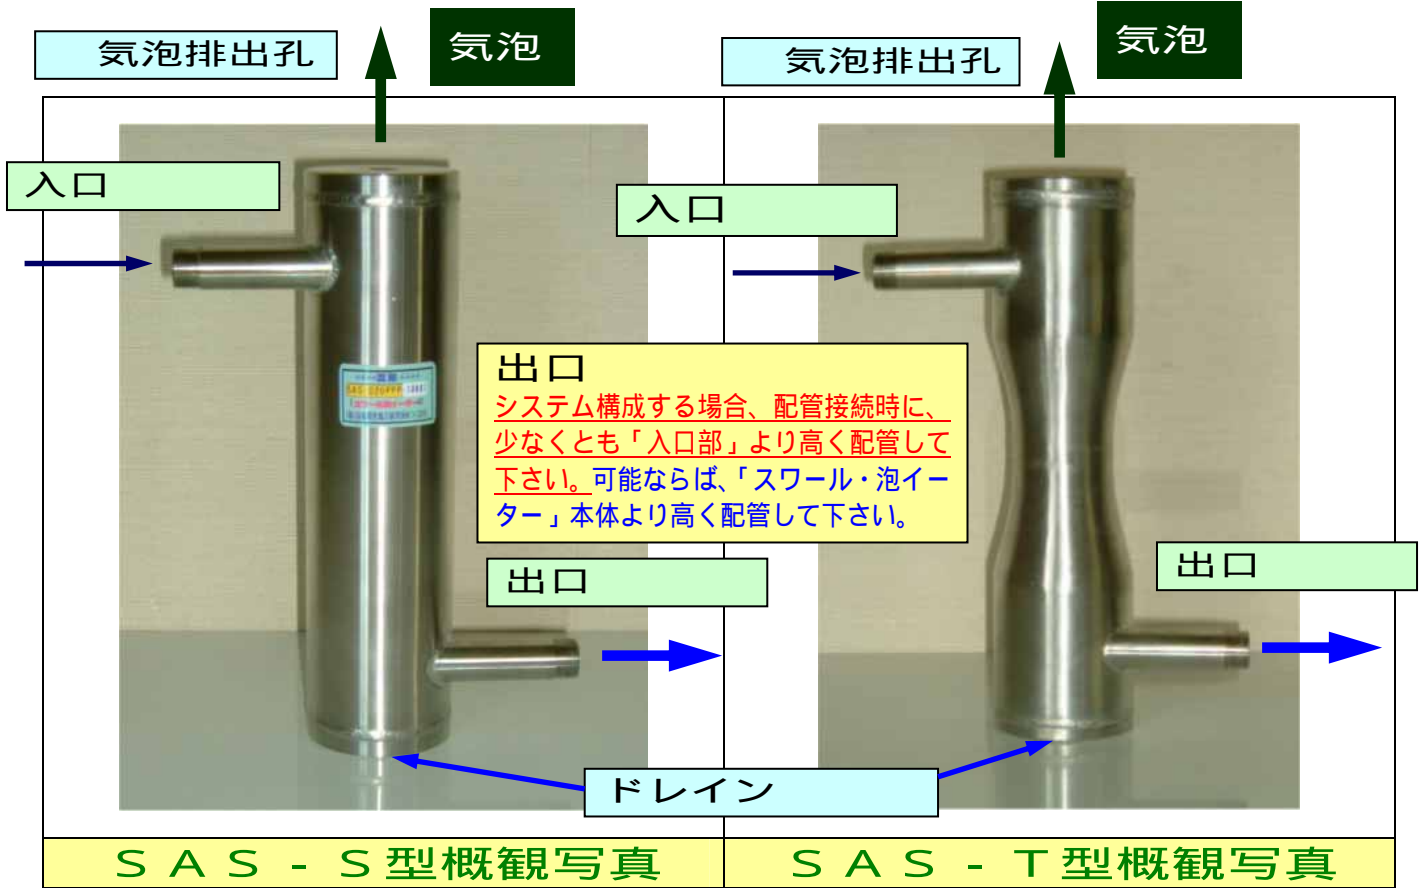 気泡排出孔
気泡
気泡排出孔
気泡
入口
入口
出口
システム構成する場合、配管接続時に、
少なくとも「入口部」より高く配管して
下さい。可能ならば、「スワール・泡イー
ター」本体より高く配管して下さい。
出口
出口
ドレイン
ＳＡＳ‐Ｓ型概観写真
ＳＡＳ‐Ｔ型概観写真